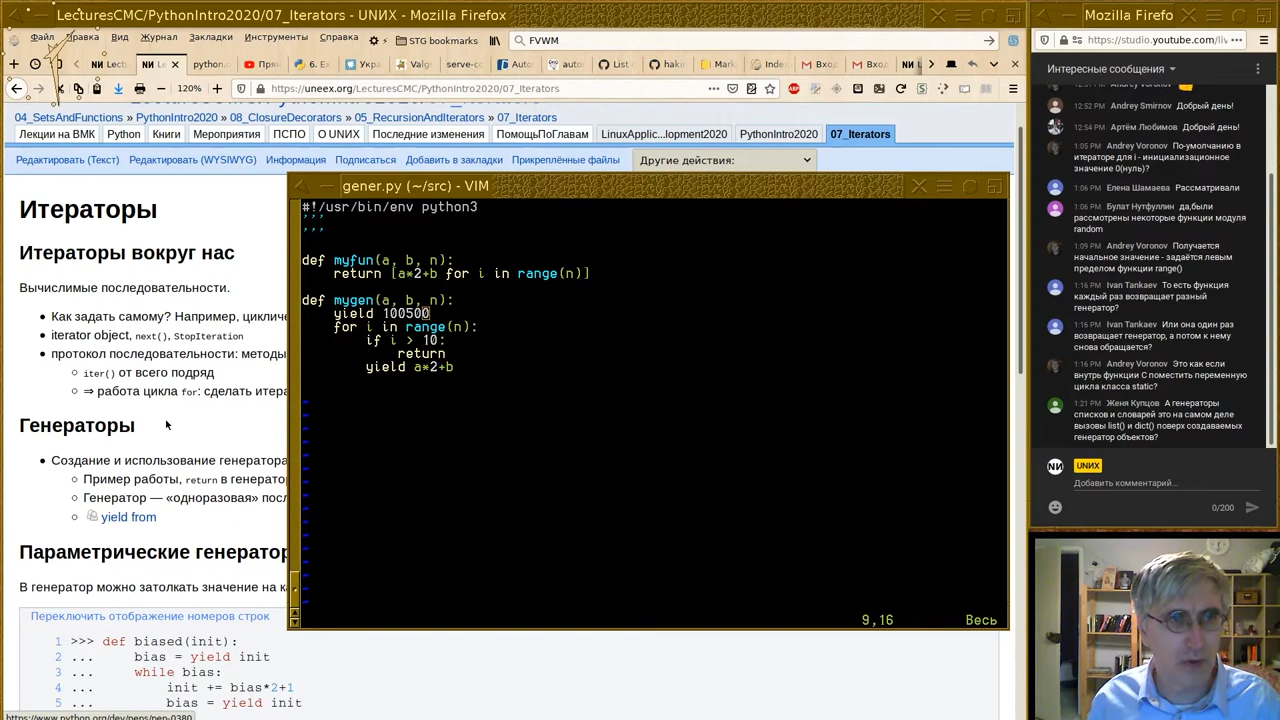 LecturesCMC/PythonIntro2020/07_Iterators - UNИX - Mozilla Firefox
Файл Правка Вид Журнал Закладки Инструменты Справка
STG bookmarks
FVWM
120%
https://uneex.org/LecturesCMC/PythonIntro2020/07_Iterators
04_SetsAndFunctions » PythonIntro2020 » 08_ClosureDecorators » 05_RecursionAndIterators » 07_Iterators
Лекции на ВМК Python Книги Мероприятия ПСПО О UNIX Последние изменения ПомощьПоГлавам LinuxApplic...lopment2020 PythonIntro2020 07_Iterators
Редактировать (Текст) Редактировать (WYSIWYG) Информация Подписаться Добавить в закладки Прикреплённые файлы Другие действия:
Итераторы
Итераторы вокруг нас
Вычислимые последовательности.
Как задать самому? Например, цикличе
iterator object, next(), StopIteration
протокол последовательности: методы
iter() от всего подряд
⇒ работа цикла for: сделать итера
Генераторы
Создание и использование генератора
Пример работы, return в генератор
Генератор — «одноразовая» посл
yield from
Параметрические генератор
В генератор можно затолкать значение на к
Переключить отображение номеров строк
1 >>> def biased(init):
2 ... bias = yield init
3 ... while bias:
4 ... init += bias*2+1
5 ... bias = yield init
https://www.python.org/dev/peps/pep-0380
gener.py (~/src) - VIM
#!/usr/bin/env python3
'''
'''
def myfun(a, b, n):
return [a*2+b for i in range(n)]
def mygen(a, b, n):
yield 100500
for i in range(n):
if i > 10:
return
yield a*2+b
9,16 Весь
Mozilla Firefo
https://studio.youtube.com/liv
Интересные сообщения
12:52 PM Andrey Smirnov Добрый день!
12:54 PM Артём Любимов Добрый день!
1:05 PM Andrey Voronov По-умолчанию в
итераторе для i - инициализационное
значение 0(нуль)?
1:06 PM Елена Шамаева Рассматривали
1:06 PM Булат Нутфуллин да,были
рассмотрены некоторые функции модуля
random
1:09 PM Andrey Voronov Получается
начальное значение - задаётся левым
пределом функции range()
1:16 PM Ivan Tankaev То есть функция
каждый раз возвращает разный
генератор?
1:16 PM Ivan Tankaev Или она один раз
возвращает генератор, а потом к нему
снова обращается?
1:16 PM Andrey Voronov Это как если
внутрь функции С поместить переменную
цикла класса static?
1:21 PM Женя Купцов А генераторы
списков и словарей это на самом деле
вызовы list() и dict() поверх создаваемых
генератор объектов?
UNИX
Добавить комментарий...
0/200